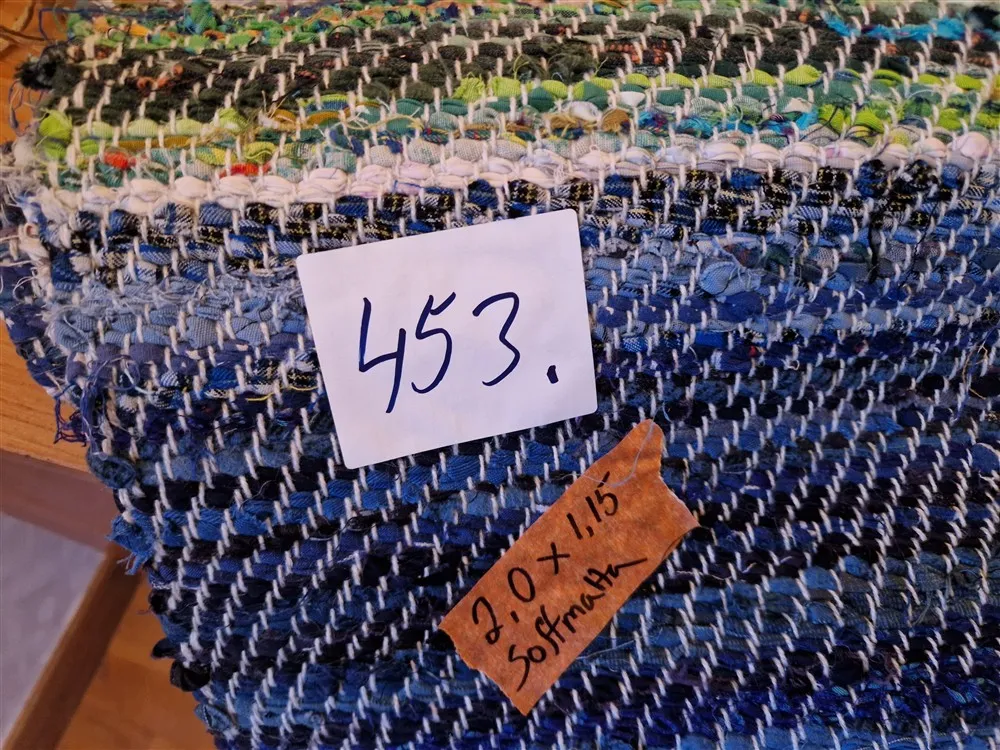 453.
2,0 x 1,15
Soffmatta